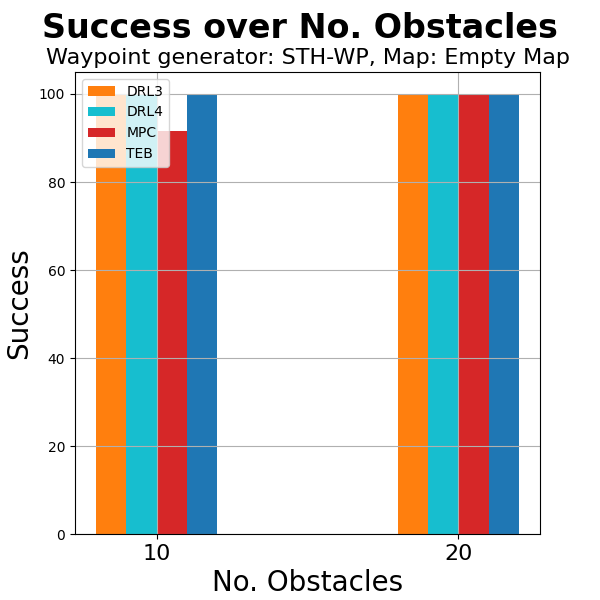 Success over No. Obstacles
Waypoint generator: STH-WP, Map: Empty Map
DRL3
DRL4
MPC
TEB
100
80
60
40
20
0
Success
10
20
No. Obstacles